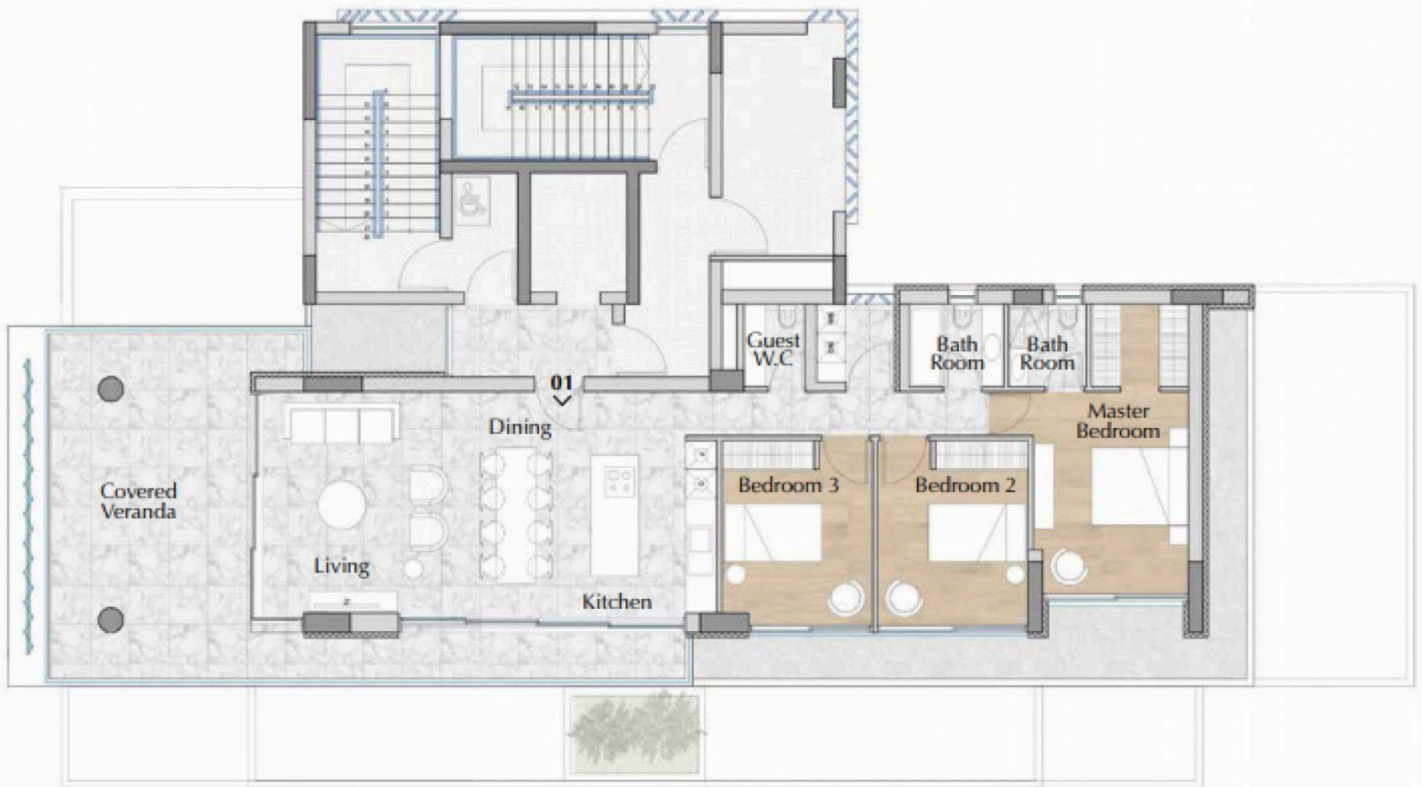 Guest
W.C
Bath
Room
Bath
Room
01
Dining
Master
Bedroom
Covered
Veranda
Bedroom 3
Bedroom 2
Living
Kitchen